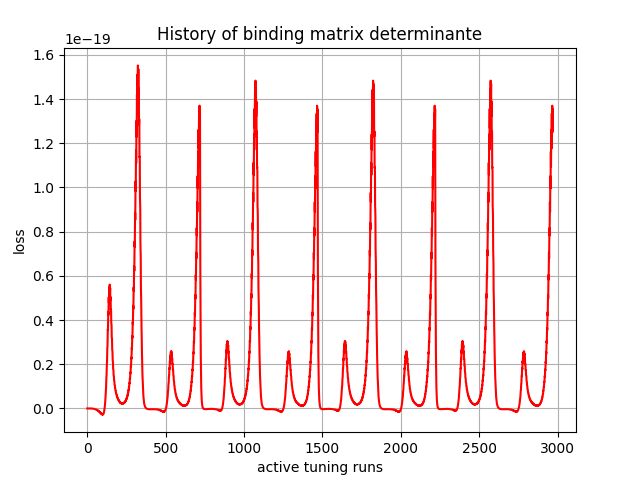 History of binding matrix determinante
1e−19
1.6
1.4
1.2
1.0
0.8
0.6
0.4
0.2
0.0
loss
0 500 1000 1500 2000 2500 3000
active tuning runs